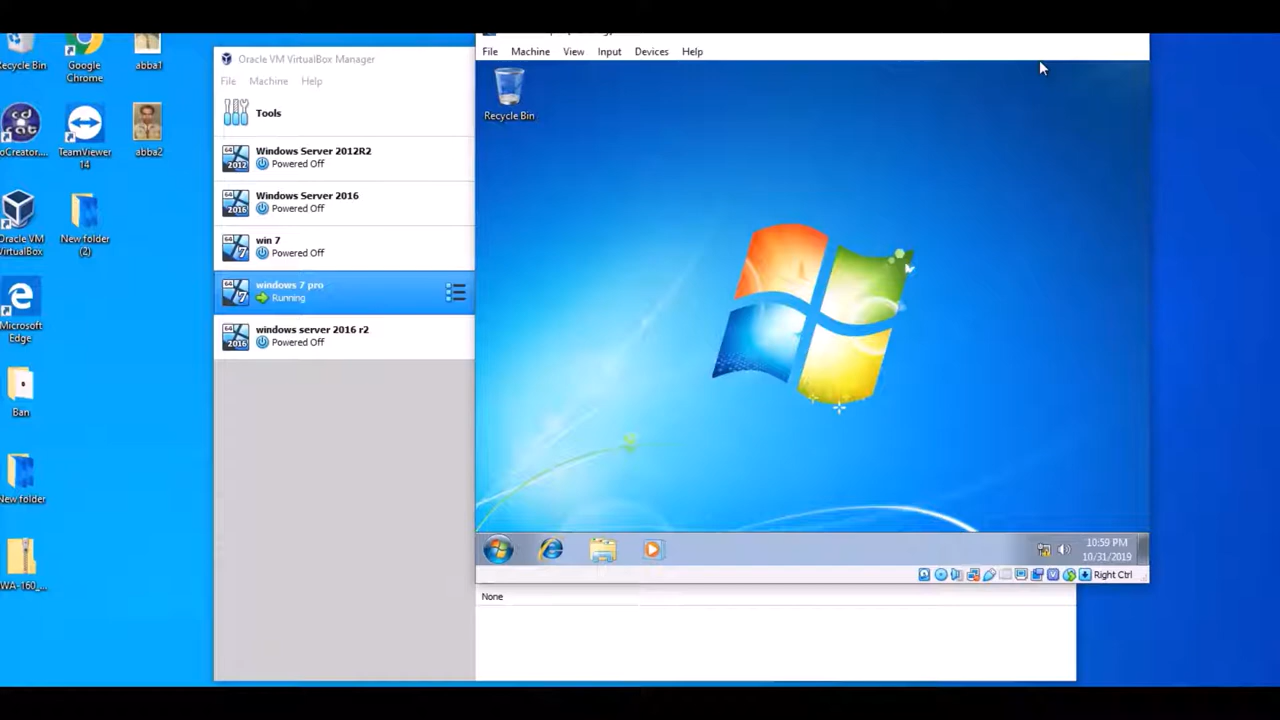 Recycle Bin
Google
Chrome
abba1
TeamViewer
14
abba2
Oracle VM
VirtualBox
New folder
(2)
Microsoft
Edge
Ban
New folder
Oracle VM VirtualBox Manager
File Machine Help
Tools
Windows Server 2012R2
Powered Off
Windows Server 2016
Powered Off
win 7
Powered Off
windows 7 pro
Running
windows server 2016 r2
Powered Off
File Machine View Input Devices Help
Recycle Bin
10:59 PM
10/31/2019
Right Ctrl
None